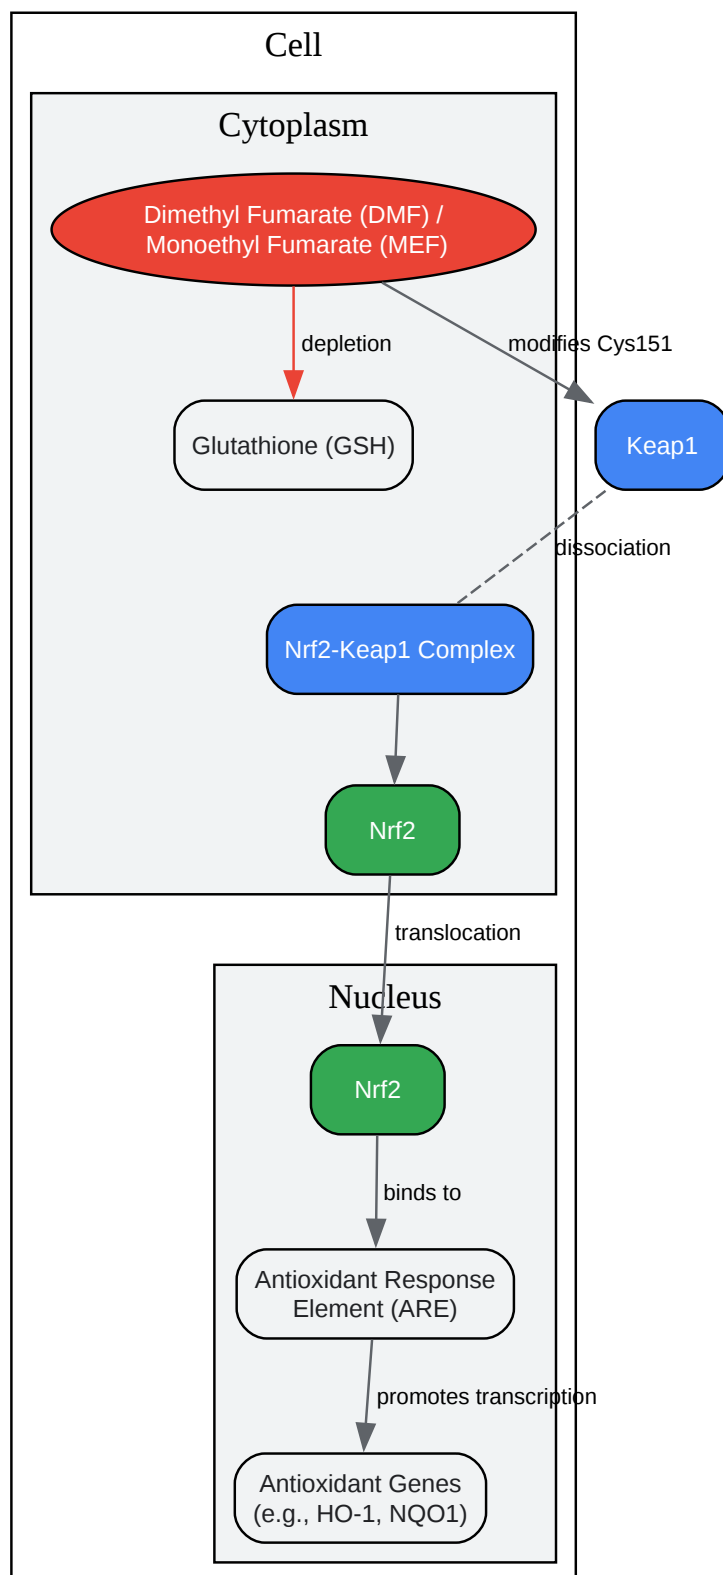 Cell
Cytoplasm
Dimethyl Fumarate (DMF) /
Monoethyl Fumarate (MEF)
depletion
modifies Cys151
Glutathione (GSH)
Keap1
dissociation
Nrf2-Keap1 Complex
Nrf2
translocation
Nucleus
Nrf2
binds to
Antioxidant Response
Element (ARE)
promotes transcription
Antioxidant Genes
(e.g., HO-1, NQO1)